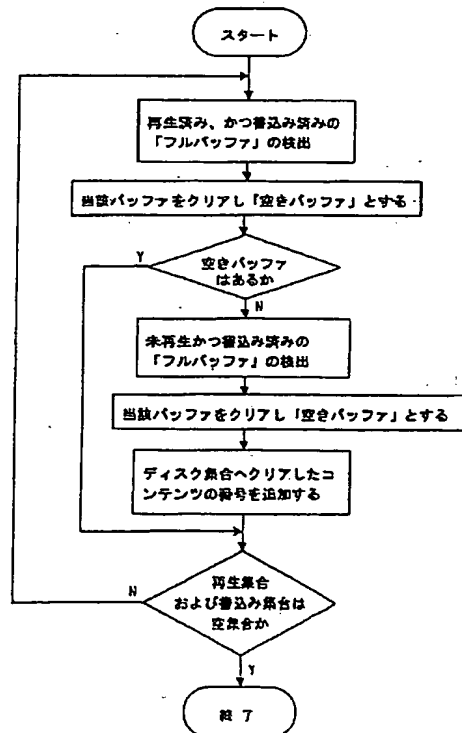 スタート
再生済み、かつ書込み済みの
「フルバッファ」の検出
当該バッファをクリアし「空きバッファ」とする
空きバッファ
はあるか
Y
N
未再生かつ書込み済みの
「フルバッファ」の検出
当該バッファをクリアし「空きバッファ」とする
ディスク集合へクリアしたコ
ンテンツの番号を追加する
再生集合
および書込み集合は
空集合か
N
Y
終了